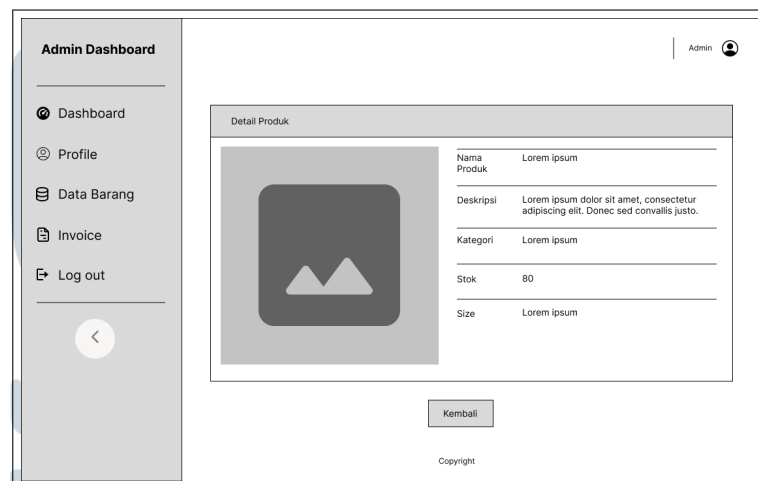 Admin Dashboard
Admin
Dashboard
Profile
Data Barang
Invoice
Log out
Detail Produk
Nama
Produk
Lorem ipsum
Deskripsi
Lorem ipsum dolor sit amet, consectetur
adipiscing elit. Donec sed convallis justo.
Kategori
Lorem ipsum
Stok
80
Size
Lorem ipsum
Kembali
Copyright